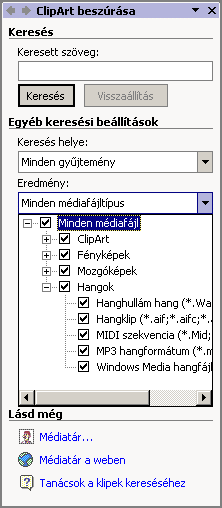 ClipArt beszúrása
Keresés
Keresett szöveg:
Keresés Visszaállítás
Egyéb keresési beállítások
Keresés helye:
Minden gyűjtemény
Eredmény:
Minden médiafájltípus
Minden médiafájl
ClipArt
Fényképek
Mozgóképek
Hangok
Hanghullám hang (*.Wa
Hangklip (*.aif;*.aifc;*.
MIDI szekvencia (*.Mid;
MP3 hangformátum (*.m
Windows Media hangfáj
Lásd még
Médiatár...
Médiatár a weben
Tanácsok a klipek kereséséhez